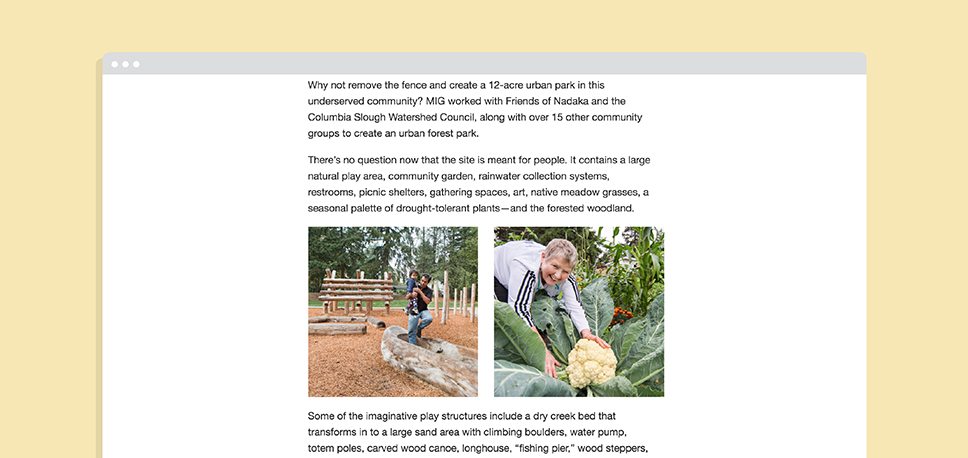 Why not remove the fence and create a 12-acre urban park in this
underserved community? MIG worked with Friends of Nadaka and the
Columbia Slough Watershed Council, along with over 15 other community
groups to create an urban forest park.
There’s no question now that the site is meant for people. It contains a large
natural play area, community garden, rainwater collection systems,
restrooms, picnic shelters, gathering spaces, art, native meadow grasses, a
seasonal palette of drought-tolerant plants—and the forested woodland.
Some of the imaginative play structures include a dry creek bed that
transforms in to a large sand area with climbing boulders, water pump,
totem poles, carved wood canoe, longhouse, “fishing pier,” wood steppers,